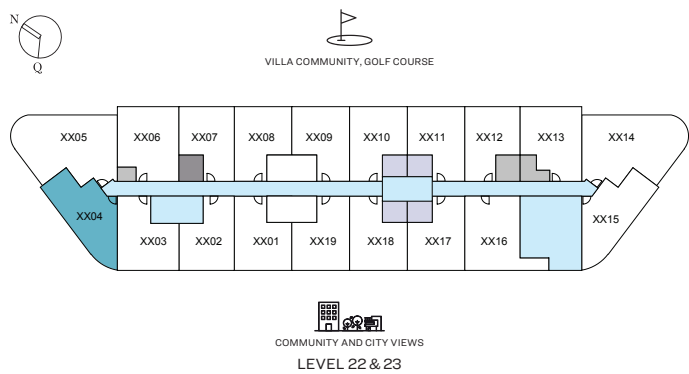 N
Q
VILLA COMMUNITY, GOLF COURSE
XX05 XX06 XX07 XX08 XX09 XX10 XX11 XX12 XX13 XX14
XX04 XX15
XX03 XX02 XX01 XX19 XX18 XX17 XX16
COMMUNITY AND CITY VIEWS
LEVEL 22 & 23